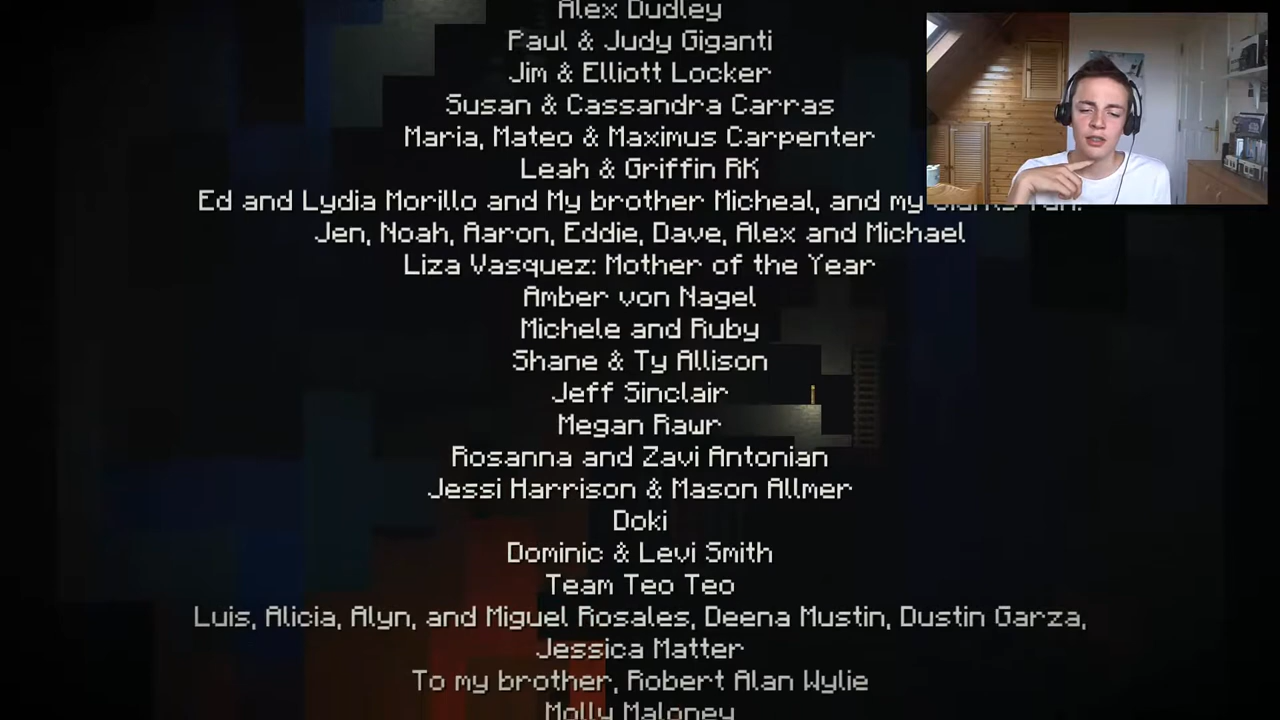 Alex Dudley
Paul & Judy Giganti
Jim & Elliott Locker
Susan & Cassandra Carras
Maria, Mateo & Maximus Carpenter
Leah & Griffin RK
Ed and Lydia Morillo and My brother Micheal, and my
Jen, Noah, Aaron, Eddie, Dave, Alex and Michael
Liza Vasquez: Mother of the Year
Amber von Nagel
Michele and Ruby
Shane & Ty Allison
Jeff Sinclair
Megan Rawr
Rosanna and Zavi Antonian
Jessi Harrison & Mason Allmer
Doki
Dominic & Levi Smith
Team Teo Teo
Luis, Alicia, Alyn, and Miguel Rosales, Deena Mustin, Dustin Garza,
Jessica Matter
To my brother, Robert Alan Wylie
Molly Maloney